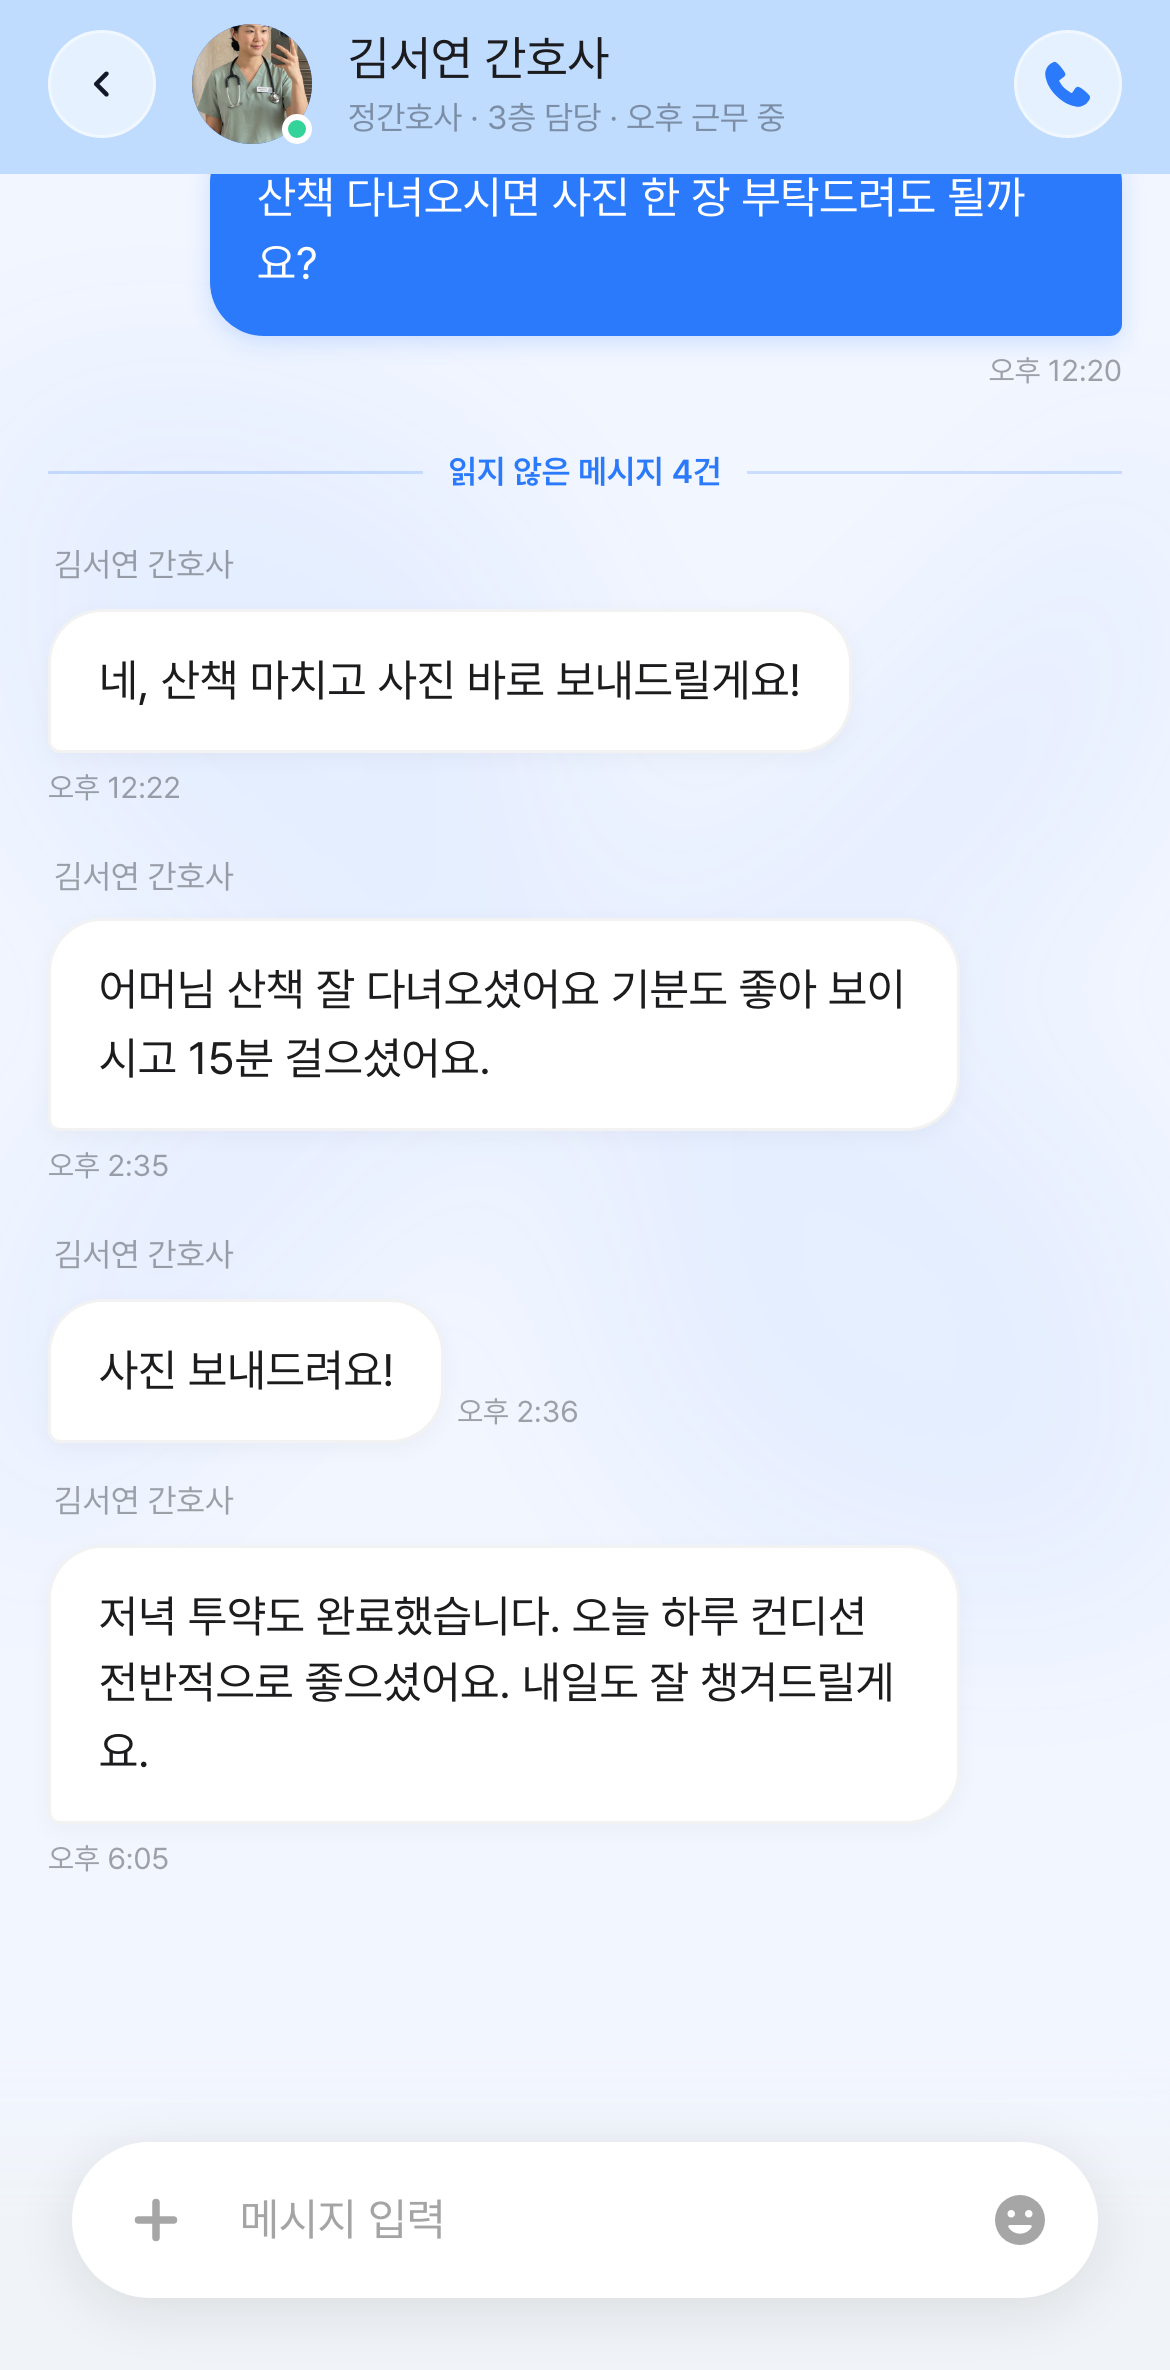 김서연 간호사
정간호사 · 3층 담당 · 오후 근무 중
산책 다녀오시면 사진 한 장 부탁드려도 될까
요?
오후 12:20
읽지 않은 메시지 4건
김서연 간호사
네, 산책 마치고 사진 바로 보내드릴게요!
오후 12:22
김서연 간호사
어머님 산책 잘 다녀오셨어요 기분도 좋아 보이
시고 15분 걸으셨어요.
오후 2:35
김서연 간호사
사진 보내드려요!
오후 2:36
김서연 간호사
저녁 투약도 완료했습니다. 오늘 하루 컨디션
전반적으로 좋으셨어요. 내일도 잘 챙겨드릴게
요.
오후 6:05
메시지 입력